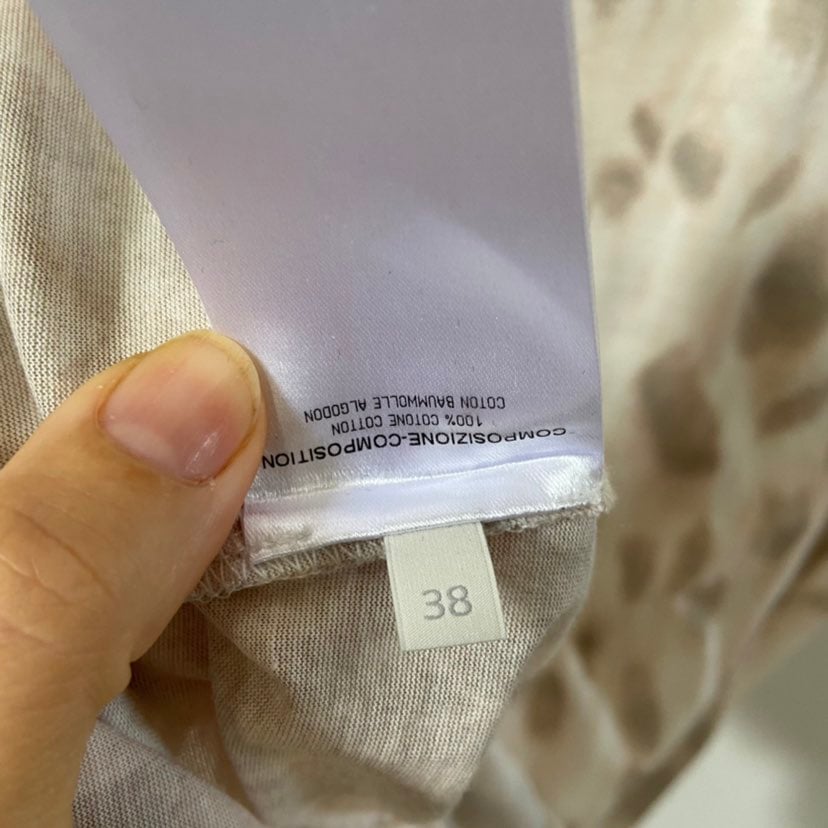 COMPOSIZIONE-COMPOSITION
100% COTONE COTTON
COTON BAUMWOLLE ALGODON
38